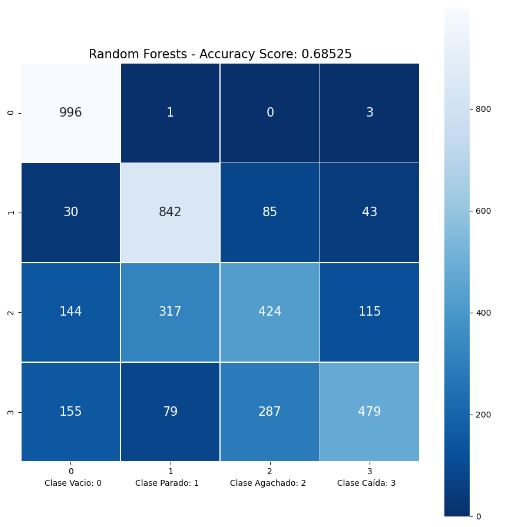 Random Forests - Accuracy Score: 0.68525
0 996 1 0 3
1 30 842 85 43
2 144 317 424 115
3 155 79 287 479
0 1 2 3
Clase Vacio: 0 Clase Parado: 1 Clase Agachado: 2 Clase Caída: 3
800
600
400
200
0